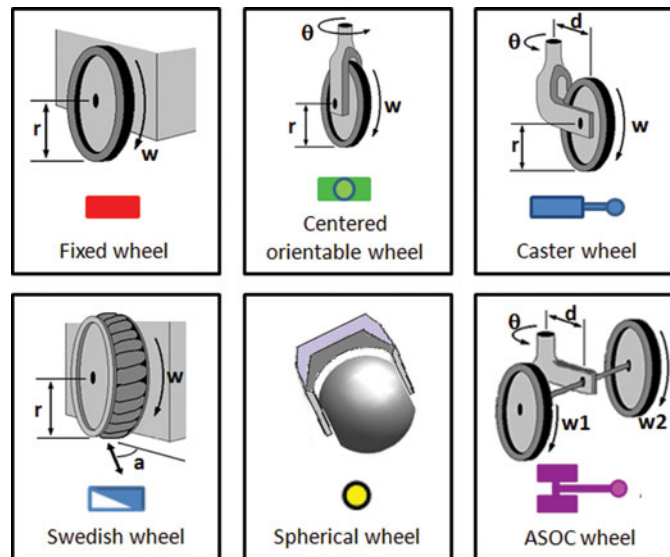 r
w
Fixed wheel
θ
r
w
Centered
orientable wheel
θ
d
r
w
Caster wheel
r
w
a
Swedish wheel
Spherical wheel
θ
d
w1
w2
ASOC wheel